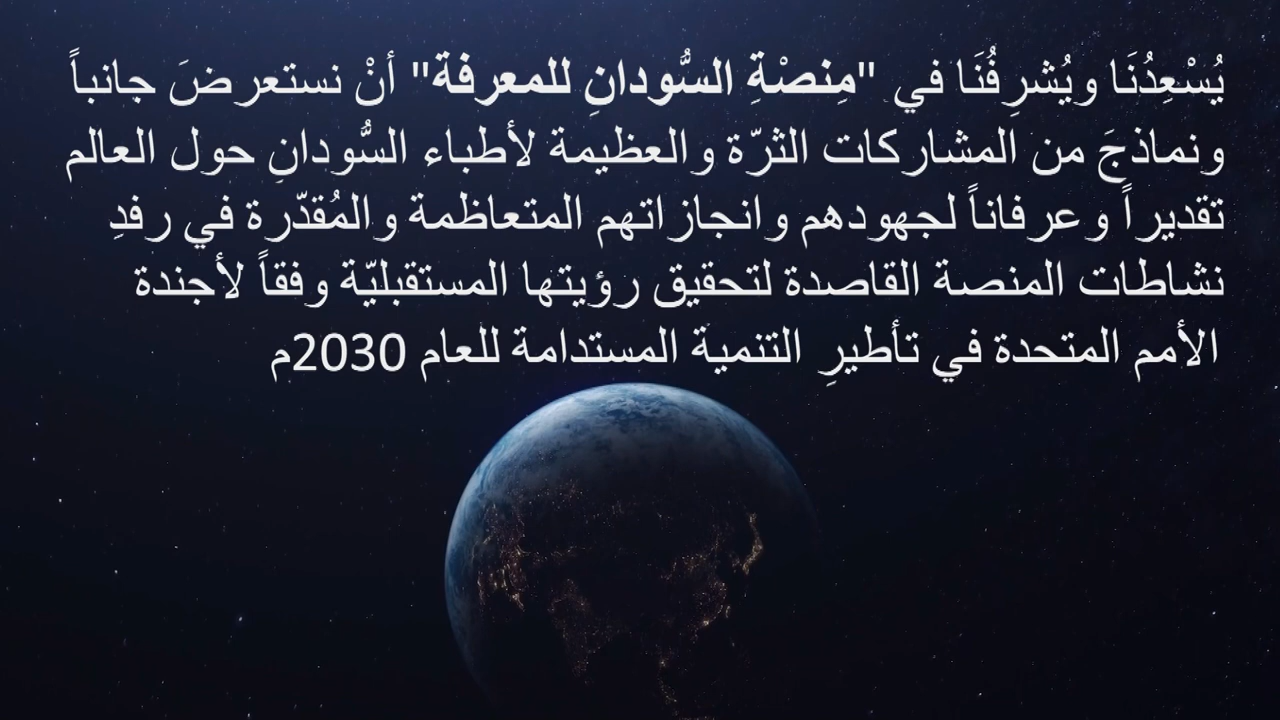 يُسْعِدُنَا ويُشرِفُنَا في "مِنصْةِ السُّودانِ للمعرفة" أنْ نستعرضَ جانباً
ونماذجَ من المشاركات الثرّة والعظيمة لأطباء السُّودانِ حول العالم
تقديراً وعرفاناً لجهودهم وانجازاتهم المتعاظمة والمُقدّرة في رفدِ
نشاطات المنصة القاصدة لتحقيق رؤيتها المستقبليّة وفقاً لأجندة
الأمم المتحدة في تأطيرِ التنمية المستدامة للعام 2030م